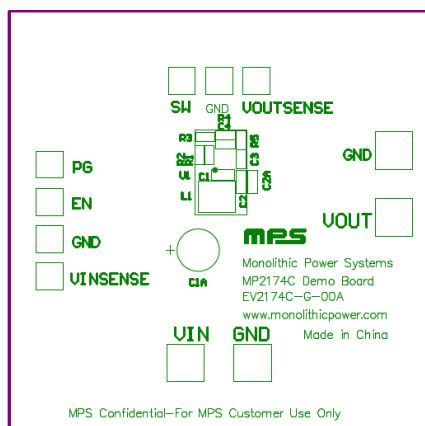 SW GND VOUTSENSE
R4
C4
R3
R5
R2
R1
C3
U1
C1
C2A
L1
C2
PG
EN
GND
VINSENSE
GND
VOUT
+
C1A
mps
Monolithic Power Systems
MP2174C Demo Board
EV2174C-G-00A
www.monolithicpower.com
Made in China
VIN GND
MPS Confidential-For MPS Customer Use Only